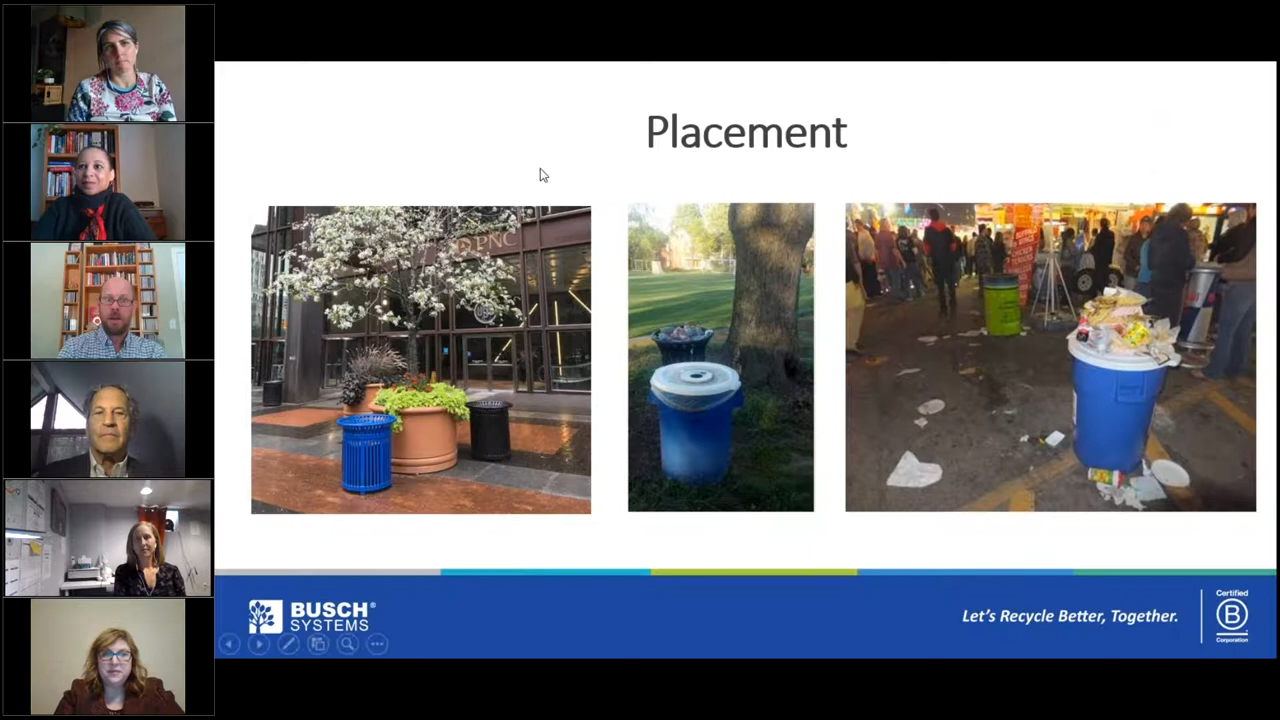 Placement
PNC
BUSCH®
SYSTEMS
Let's Recycle Better, Together.
Certified
B
Corporation